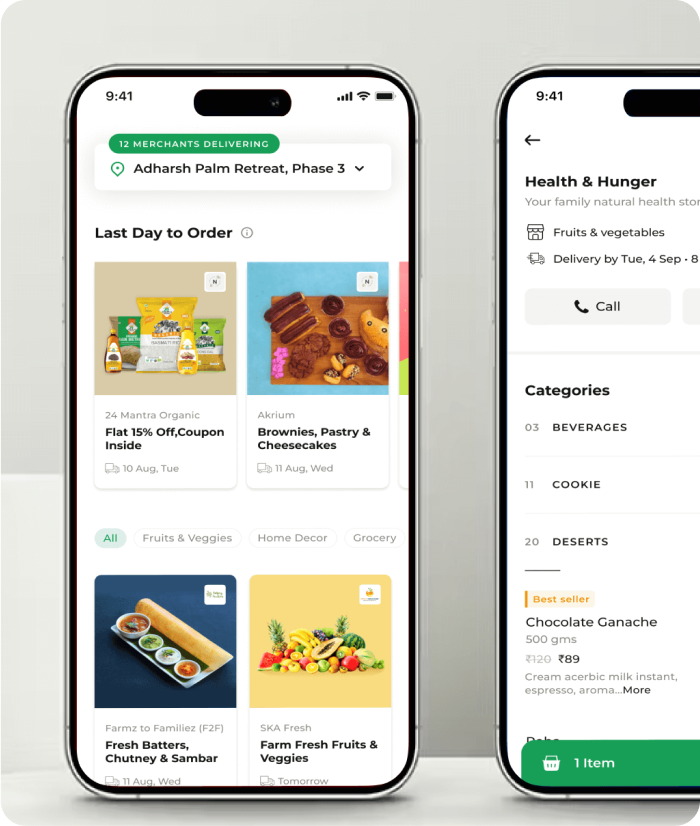 9:41
12 MERCHANTS DELIVERING
Adharsh Palm Retreat, Phase 3
Last Day to Order
N
N
24 Mantra Organic
Flat 15% Off,Coupon
Inside
10 Aug, Tue
Akrium
Brownies, Pastry &
Cheesecakes
11 Aug, Wed
All
Fruits & Veggies
Home Decor
Grocery
Farmz to Familiez (F2F)
Fresh Batters,
Chutney & Sambar
11 Aug, Wed
SKA Fresh
Farm Fresh Fruits &
Veggies
Tomorrow
9:41
Health & Hunger
Your family natural health stor
Fruits & vegetables
Delivery by Tue, 4 Sep • 8
Call
Categories
03 BEVERAGES
11 COOKIE
20 DESERTS
Best seller
Chocolate Ganache
500 gms
₹120 ₹89
Cream acerbic milk instant,
espresso, aroma...More
1 Item